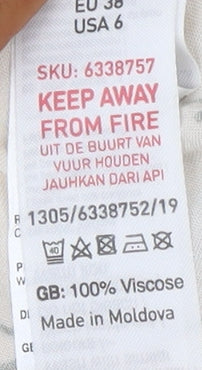 EU 38
USA 6
SKU: 6338757
KEEP AWAY
FROM FIRE
UIT DE BUURT VAN
VUUR HOUDEN
JAUHKAN DARI API
1305/6338752/19
40
GB: 100% Viscose
Made in Moldova